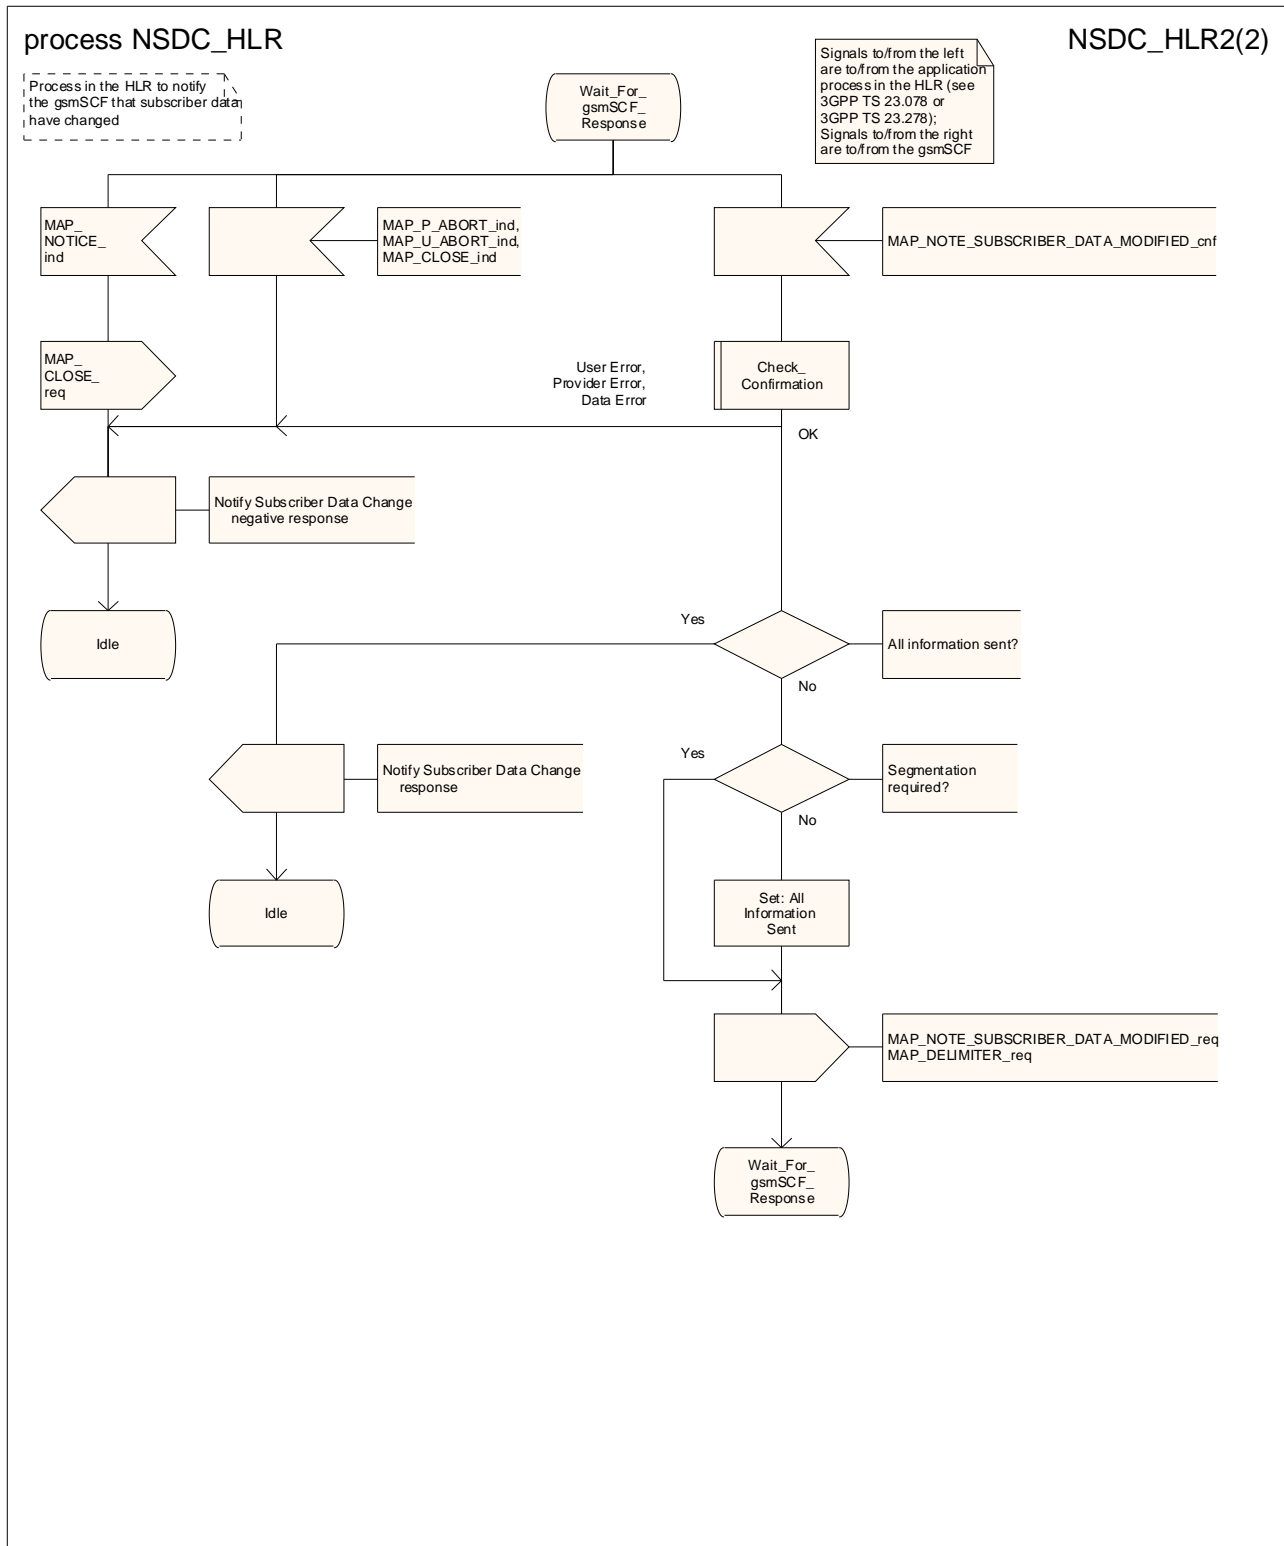 process NSDC_HLR
NSDC_HLR2(2)
Process in the HLR to notify
the gsmSCF that subscriber data
have changed
Signals to/from the left
are to/from the application
process in the HLR (see
3GPP TS 23.078 or
3GPP TS 23.278);
Signals to/from the right
are to/from the gsmSCF
Wait_For_
gsmSCF_
Response
MAP_
NOTICE_
ind
MAP_P_ABORT_ind,
MAP_U_ABORT_ind,
MAP_CLOSE_ind
MAP_NOTE_SUBSCRIBER_DATA_MODIFIED_cnf
MAP_
CLOSE_
req
User Error,
Provider Error,
Data Error
Check_
Confirmation
OK
Notify Subscriber Data Change
negative response
Idle
Yes
All information sent?
No
Notify Subscriber Data Change
response
Yes
Segmentation
required?
No
Idle
Set: All
Information
Sent
MAP_NOTE_SUBSCRIBER_DATA_MODIFIED_req
MAP_DELIMITER_req
Wait_For_
gsmSCF_
Response